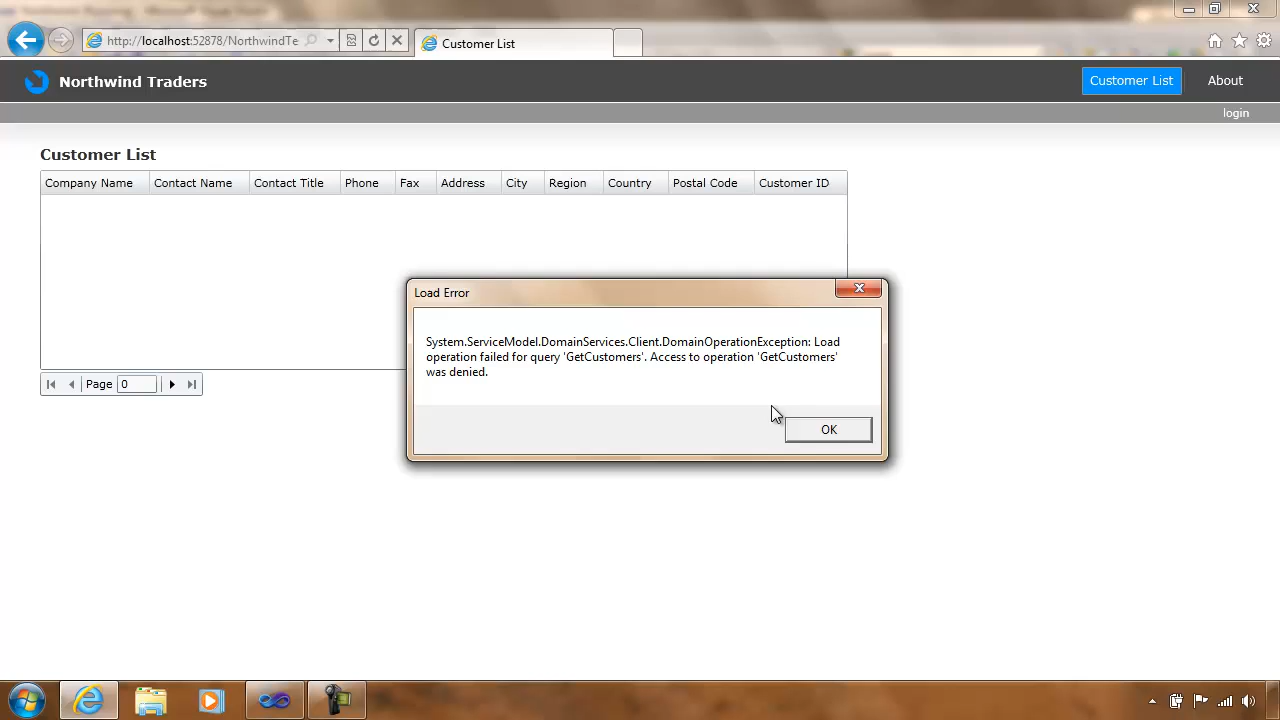 http://localhost:52878/NorthwindTe
Customer List
Northwind Traders
Customer List
About
login
Customer List
Company Name Contact Name Contact Title Phone Fax Address City Region Country Postal Code Customer ID
Load Error
System.ServiceModel.DomainServices.Client.DomainOperationException: Load
operation failed for query 'GetCustomers'. Access to operation 'GetCustomers'
was denied.
OK
Page 0